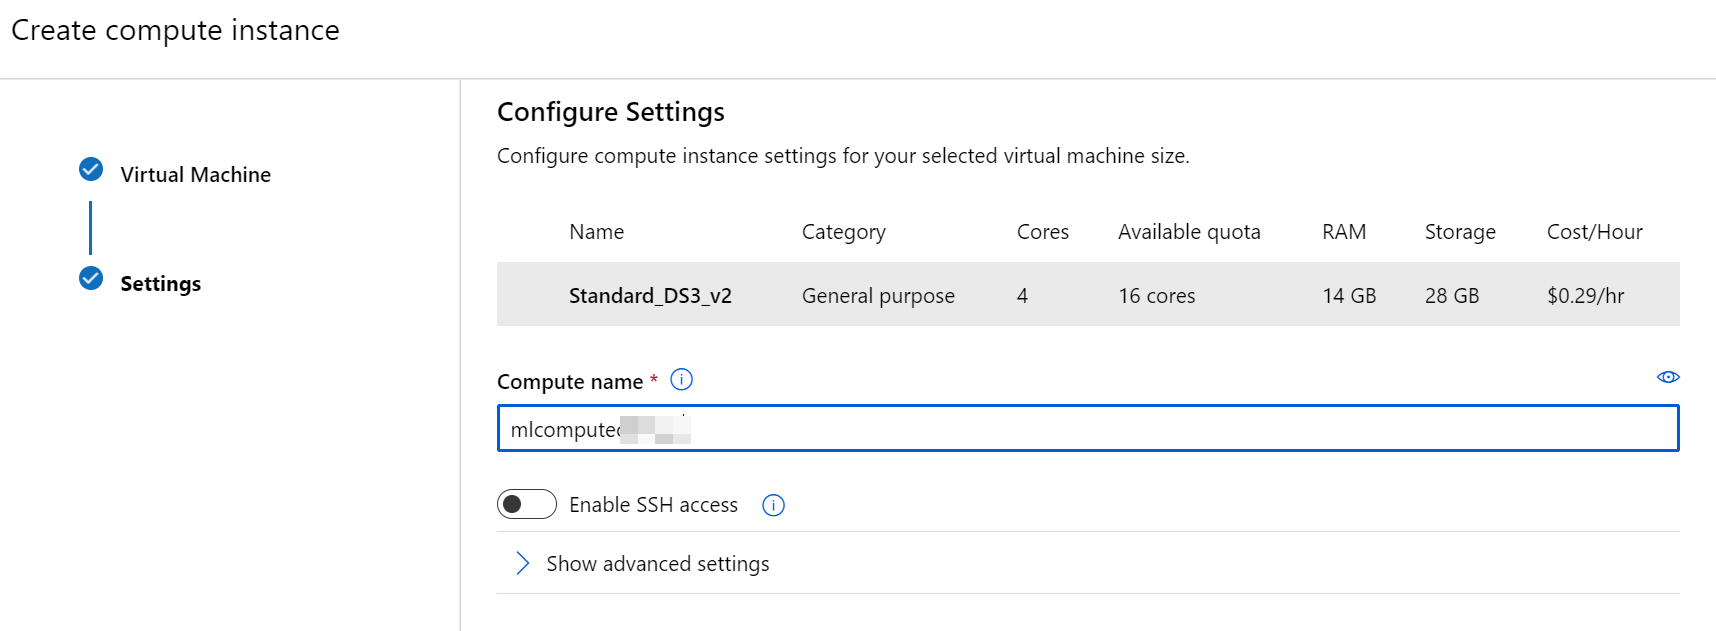 Create compute instance
Virtual Machine
Settings
Configure Settings
Configure compute instance settings for your selected virtual machine size.
Name Category Cores Available quota RAM Storage Cost/Hour
Standard_DS3_v2 General purpose 4 16 cores 14 GB 28 GB $0.29/hr
Compute name *
mlcompute
Enable SSH access
Show advanced settings